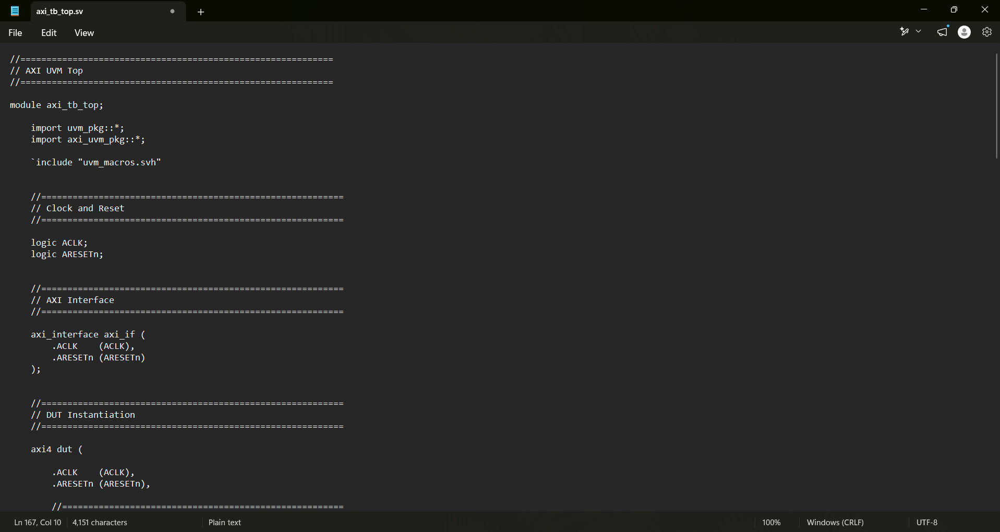 axi_tb_top.sv
File Edit View
//============================================================
// AXI UVM Top
//============================================================
module axi_tb_top;
import uvm_pkg::*;
import axi_uvm_pkg::*;
`include "uvm_macros.svh"
//==========================================================
// Clock and Reset
//==========================================================
logic ACLK;
logic ARESETn;
//==========================================================
// AXI Interface
//==========================================================
axi_interface axi_if (
.ACLK    (ACLK),
.ARESETn (ARESETn)
);
//==========================================================
// DUT Instantiation
//==========================================================
axi4 dut (
.ACLK    (ACLK),
.ARESETn (ARESETn),
//======================================================
Ln 167, Col 10 4,151 characters Plain text 100% Windows (CRLF) UTF-8